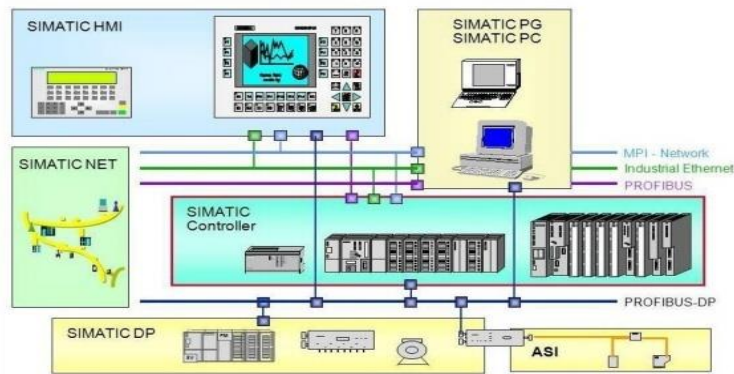 SIMATIC HMI
SIMATIC PG
SIMATIC PC
MPI - Network
Industrial Ethernet
PROFIBUS
SIMATIC NET
SIMATIC
Controller
PROFIBUS-DP
SIMATIC DP
ASI